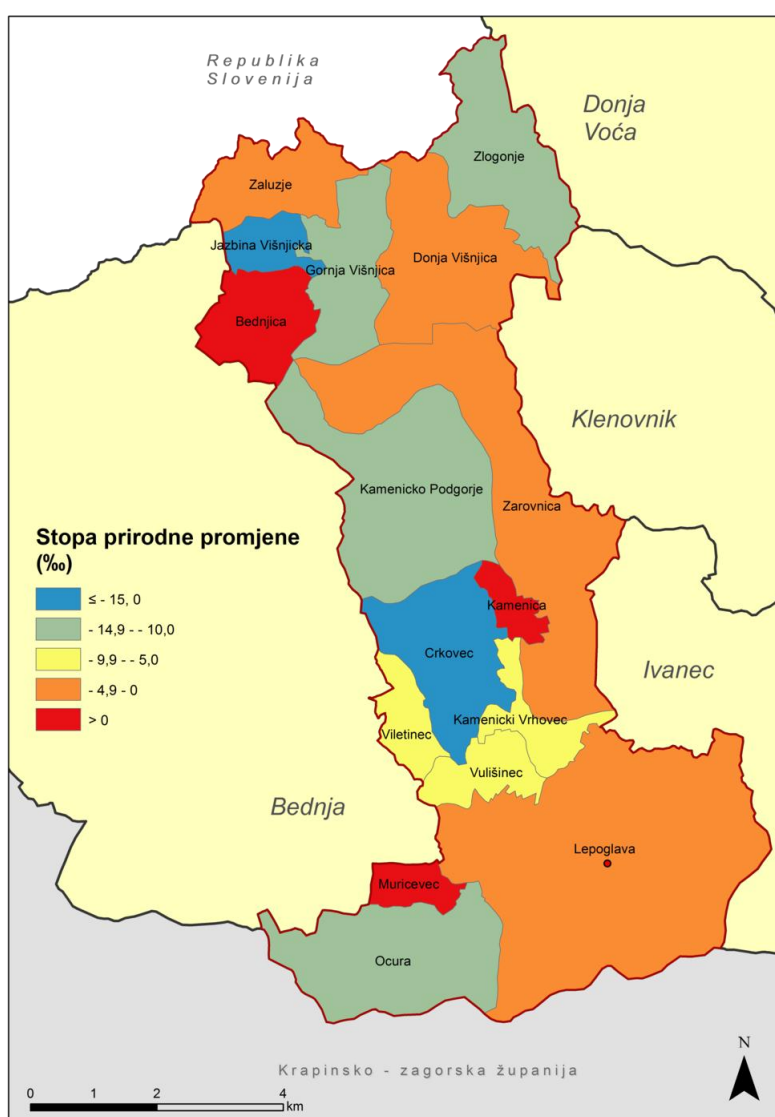 Republika
Slovenija
Donja
Voća
Zlogonje
Zaluzje
Jazbina Višnjicka
Gornja Višnjica
Donja Višnjica
Bednjica
Klenovnik
Kamenicko Podgorje
Zarovnica
Stopa prirodne promjene
(‰)
≤ - 15, 0
- 14,9 - - 10,0
- 9,9 - - 5,0
- 4,9 - 0
> 0
Kamenica
Crkovec
Ivanec
Kamenicki Vrhovec
Viletinec
Vulišinec
Bednja
Lepoglava
Muricevec
Ocura
N
Krapinsko - zagorska županija
0 1 2 4
km